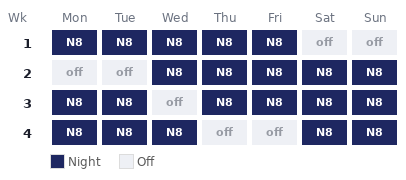 Wk Mon Tue Wed Thu Fri Sat Sun
1 N8 N8 N8 N8 N8 off off
2 off off N8 N8 N8 N8 N8
3 N8 N8 off N8 N8 N8 N8
4 N8 N8 N8 off off N8 N8
Night Off